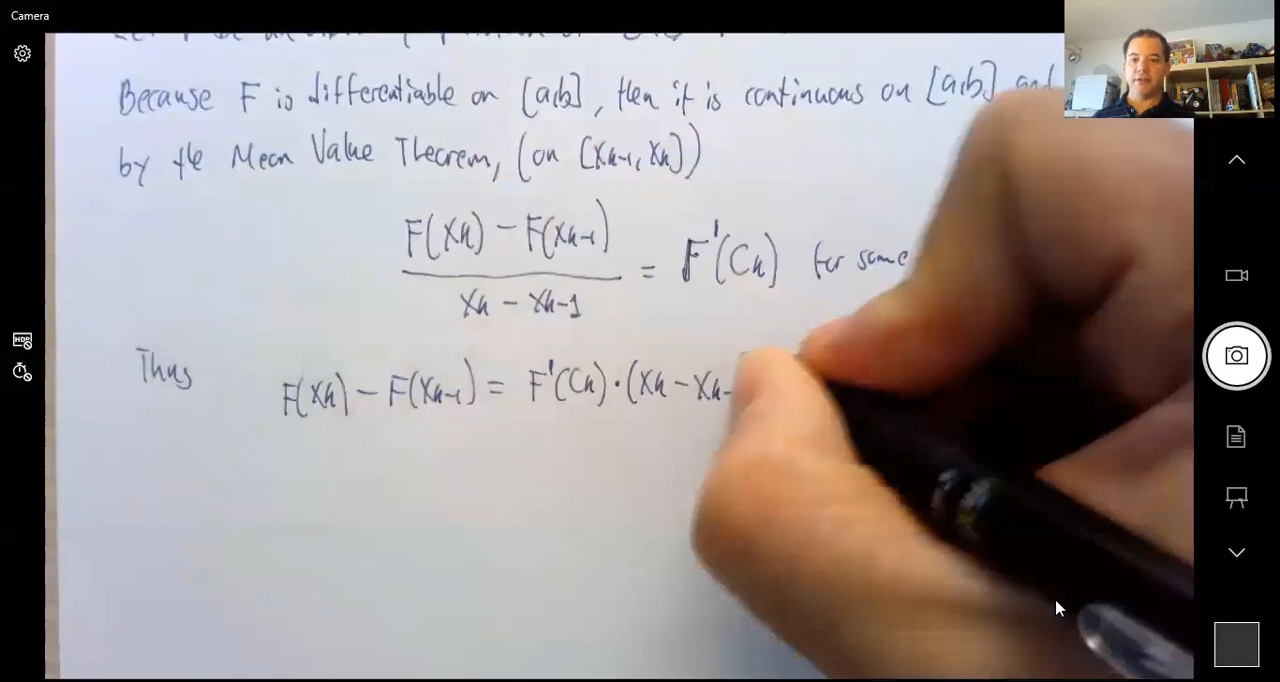 Camera
Because F is differentiable on [a,b], then it is continuous on [a,b] and
by the Mean Value Theorem, (on [Xk-1, Xk])
F(Xk) - F(Xk-1)
Xk - Xk-1
= F'(Ck) for some
Thus F(Xk) - F(Xk-1) = F'(Ck) · (Xk - Xk-